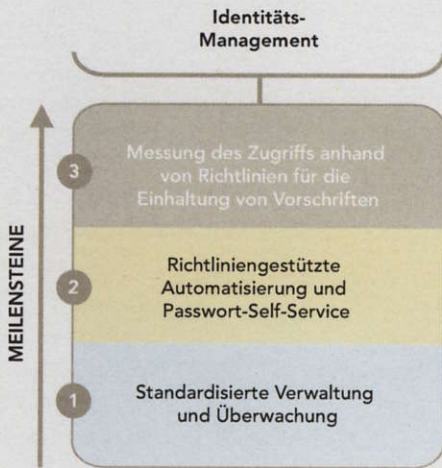 Identitäts-
Management
MEILENSTEINE
3
Messung des Zugriffs anhand
von Richtlinien für die
Einhaltung von Vorschriften
2
Richtliniengestützte
Automatisierung und
Passwort-Self-Service
1
Standardisierte Verwaltung
und Überwachung